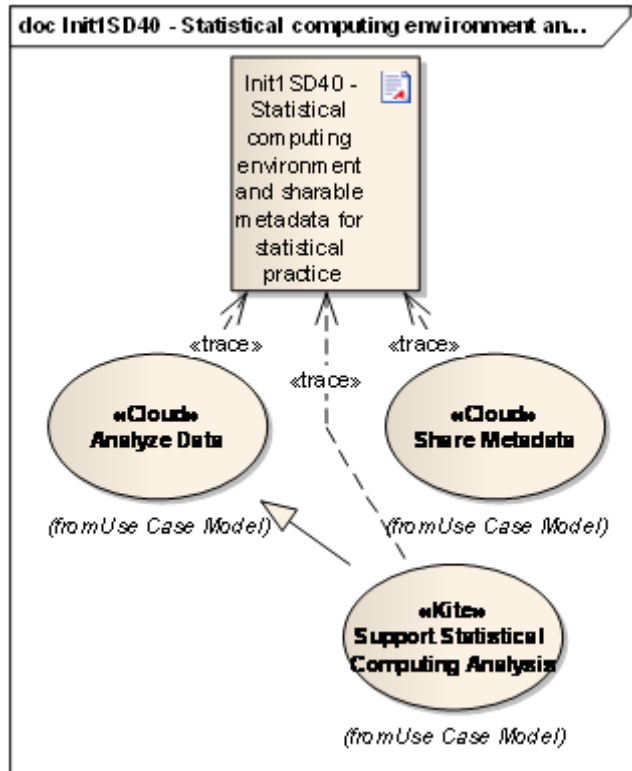 doc Init1SD40 - Statistical computing environment an...
Init1SD40 -
Statistical
computing
environment
and sharable
metadata for
statistical
practice
«trace»
«trace»
«trace»
«Cloud»
Analyze Data
«Cloud»
Share Metadata
(from Use Case Model)
(from Use Case Model)
«Kite»
Support Statistical
Computing Analysis
(from Use Case Model)